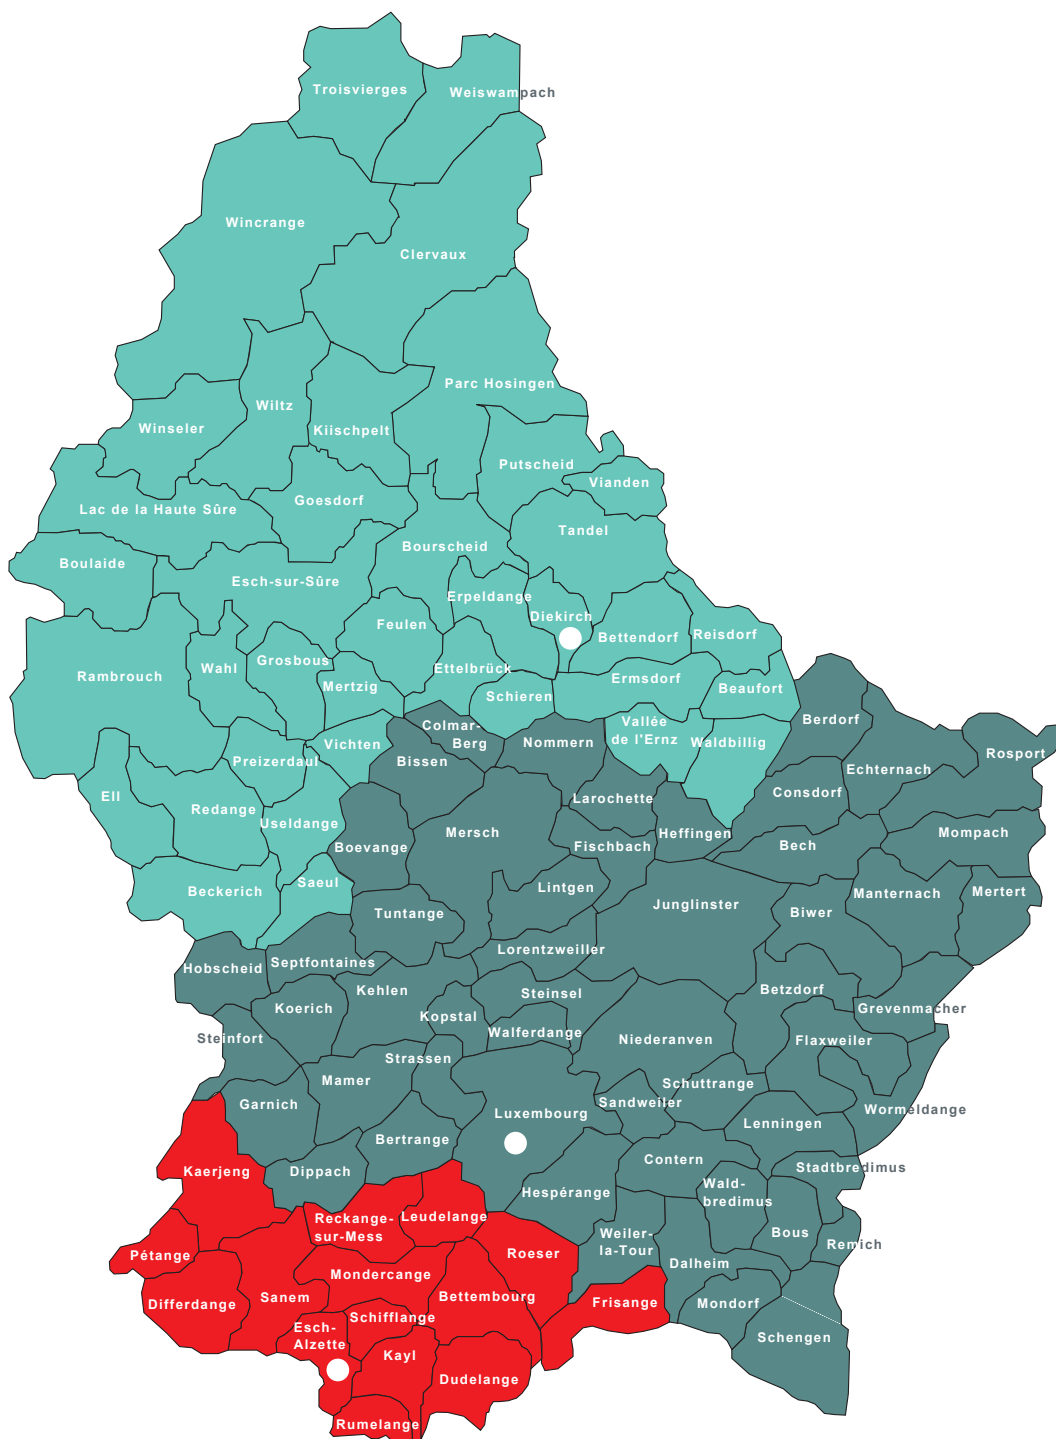 Troisvierges
Weiswampach
Wincrange
Clervaux
Parc Hosingen
Wiltz
Winseler
Kiischpelt
Putscheid
Vianden
Goesdorf
Lac de la Haute Sûre
Tandel
Bourscheid
Boulaide
Esch-sur-Sûre
Erpeldange
Diekirch
Feulen
Bettendorf
Reisdorf
Grosbous
Wahl
Ettelbrück
Rambrouch
Ermsdorf
Mertzig
Beaufort
Schieren
Berdorf
Vallée
de l'Ernz
Colmar-
Berg
Nommern
Waldbillig
Vichten
Rosport
Preizerdaul
Bissen
Echternach
Consdorf
Ell
Larochette
Redange
Useldange
Mersch
Heffingen
Mompach
Boevange
Fischbach
Bech
Saeul
Beckerich
Lintgen
Manternach
Mertert
Junglinster
Tuntange
Biwer
Lorentzweiller
Septfontaines
Hobscheid
Kehlen
Steinsel
Betzdorf
Koerich
Grevenmacher
Kopstal
Walferdange
Steinfort
Niederanven
Flaxweiler
Strassen
Mamer
Schuttrange
Garnich
Sandweiler
Wormeldange
Luxembourg
Lenningen
Bertrange
Contern
Stadtbredimus
Kaerjeng
Dippach
Wald-
bredimus
Hespérange
Reckange-
sur-Mess
Leudelange
Weiler-
la-Tour
Bous
Remich
Pétange
Roeser
Dalheim
Mondercange
Sanem
Bettembourg
Differdange
Frisange
Mondorf
Schifflange
Esch-
Alzette
Schengen
Kayl
Dudelange
Rumelange